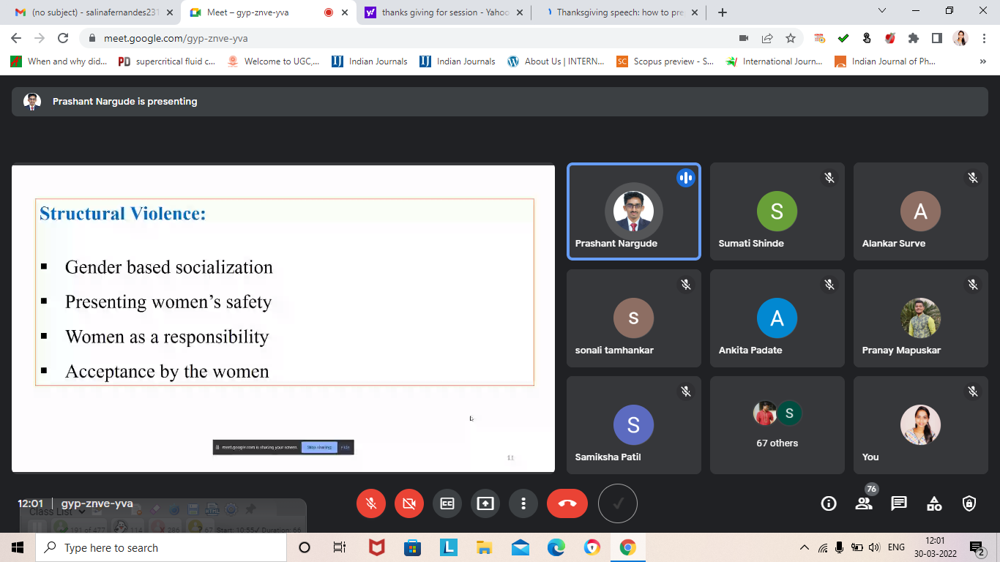 (no subject) - salinafernandes231
Meet – gyp-znve-yva
thanks giving for session - Yahoo
Thanksgiving speech: how to pre
meet.google.com/gyp-znve-yva
When and why did...
PD supercritical fluid c...
Welcome to UGC,...
IJ Indian Journals
IJ Indian Journals
About Us | INTERN...
SC Scopus preview - S...
International Journ...
Indian Journal of Ph...
Prashant Nargude is presenting
Structural Violence:
Gender based socialization
Presenting women's safety
Women as a responsibility
Acceptance by the women
meet.google.com is sharing your screen.
Stop sharing
Hide
11
Prashant Nargude
S
Sumati Shinde
A
Alankar Surve
s
sonali tamhankar
A
Ankita Padate
Pranay Mapuskar
S
Samiksha Patil
S
67 others
You
12:01 | gyp-znve-yva
76
Class List
HTML
191 of 477
114
286
67
Start: 10:55
Duration: 66
Type here to search
L
ENG
12:01
30-03-2022
2